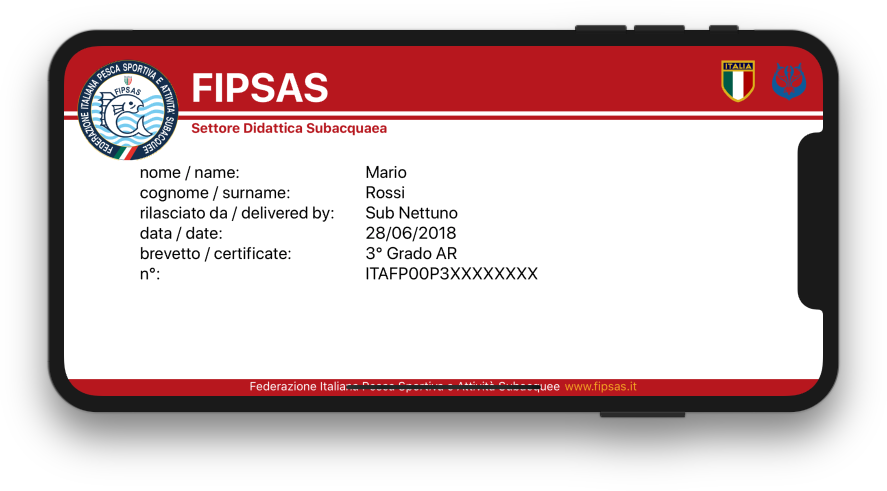 FEDERAZIONE ITALIANA PESCA SPORTIVA E ATTIVITÀ SUBACQUEE
FIPSAS
FIPSAS
ITALIA
Settore Didattica Subacquaea
nome / name: Mario
cognome / surname: Rossi
rilasciato da / delivered by: Sub Nettuno
data / date: 28/06/2018
brevetto / certificate: 3° Grado AR
n°: ITAFP00P3XXXXXXXX
Federazione Italiana Pesca Sportiva e Attività Subacquee www.fipsas.it